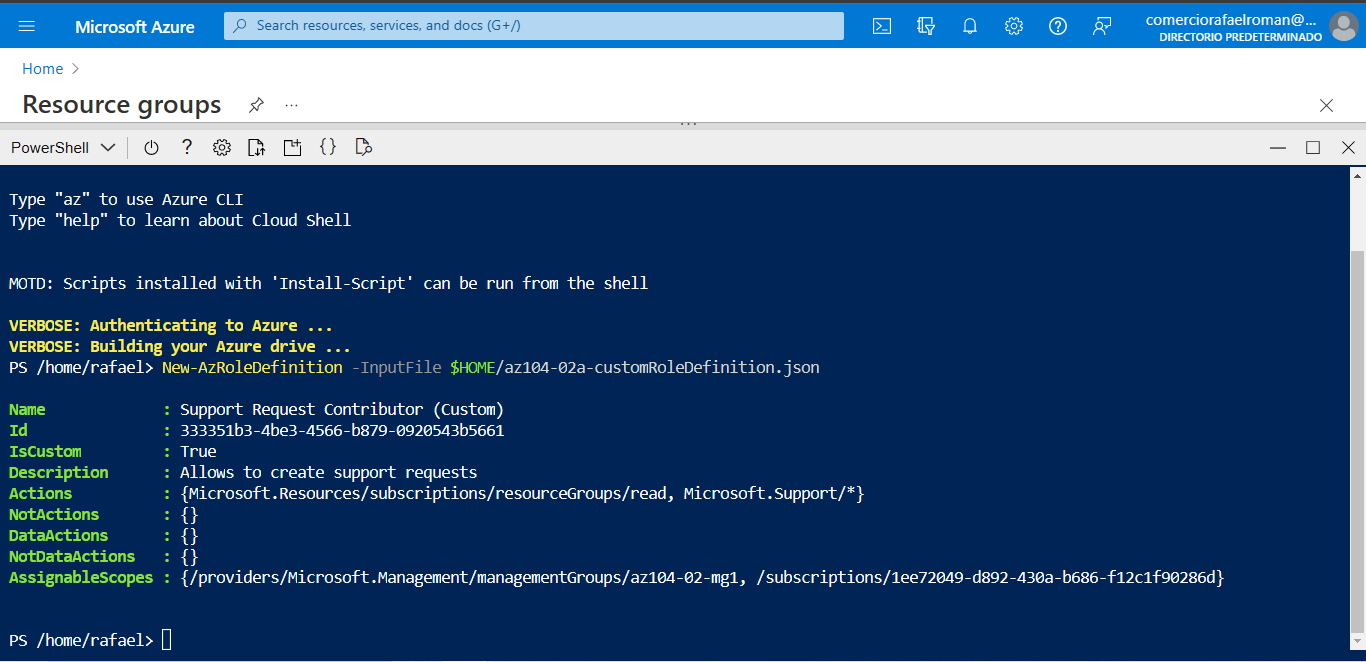 Microsoft Azure
Search resources, services, and docs (G+/)
comerciorafaelroman@...
DIRECTORIO PREDETERMINADO
Home
Resource groups
PowerShell
Type "az" to use Azure CLI
Type "help" to learn about Cloud Shell
MOTD: Scripts installed with 'Install-Script' can be run from the shell
VERBOSE: Authenticating to Azure ...
VERBOSE: Building your Azure drive ...
PS /home/rafael> New-AzRoleDefinition -InputFile $HOME/az104-02a-customRoleDefinition.json
Name : Support Request Contributor (Custom)
Id : 333351b3-4be3-4566-b879-0920543b5661
IsCustom : True
Description : Allows to create support requests
Actions : {Microsoft.Resources/subscriptions/resourceGroups/read, Microsoft.Support/*}
NotActions : {}
DataActions : {}
NotDataActions : {}
AssignableScopes : {/providers/Microsoft.Management/managementGroups/az104-02-mg1, /subscriptions/1ee72049-d892-430a-b686-f12c1f90286d}
PS /home/rafael>